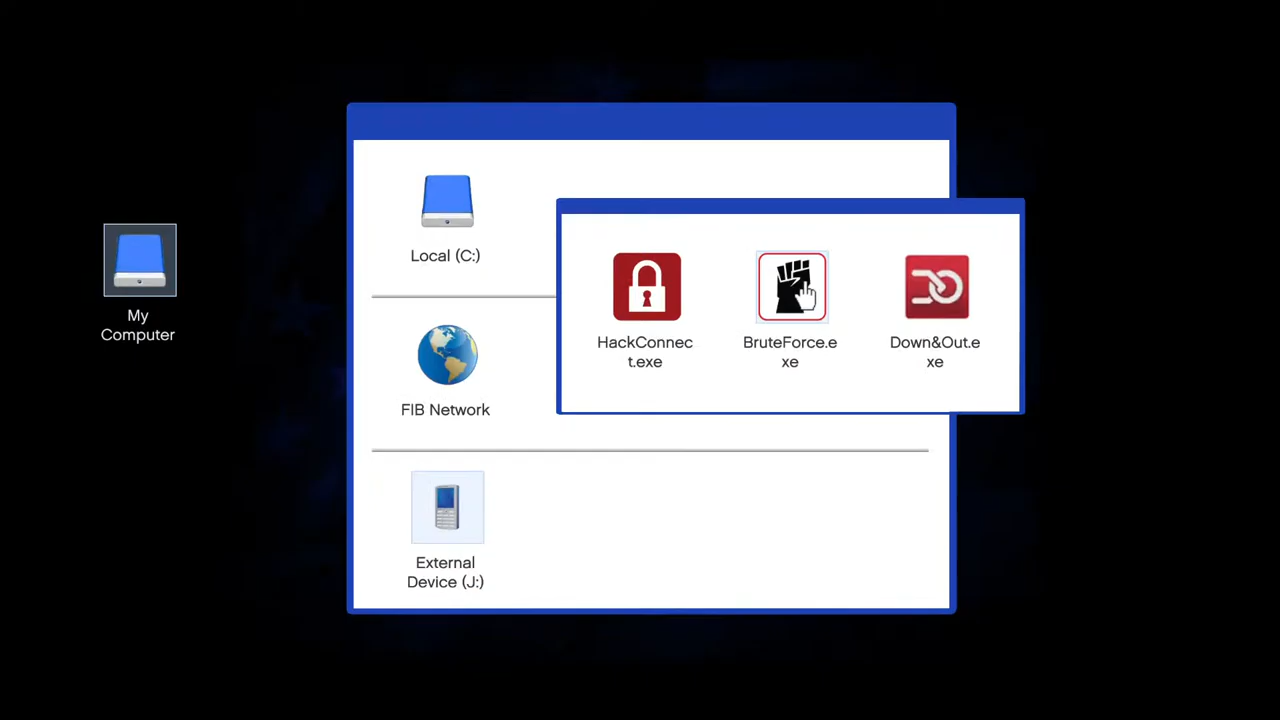 My
Computer
Local (C:)
FIB Network
External
Device (J:)
HackConnec
t.exe
BruteForce.e
xe
Down&Out.e
xe